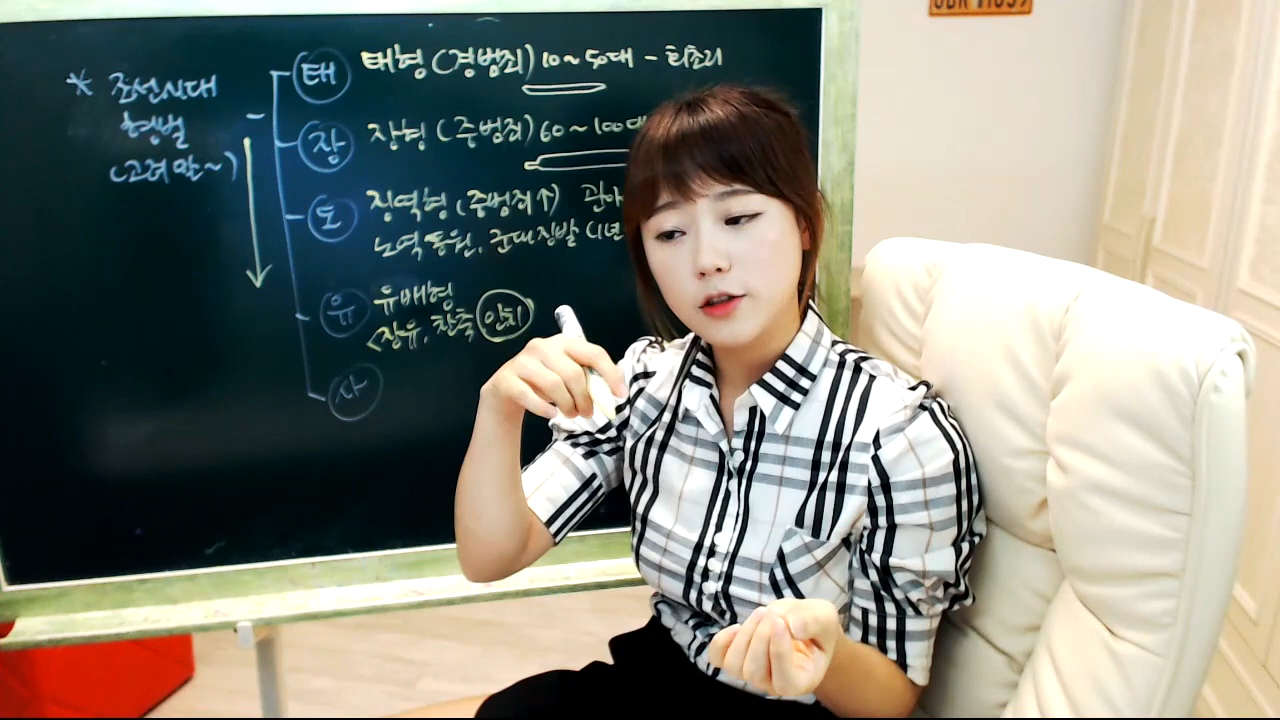 * 조선시대
형벌
(고려 말~)
태 태형 (경범죄) 10~50대 - 회초리
장 장형 (중범죄) 60~100대
도 징역형 (중범죄↑) 관아
노역 동원, 군대징발 (1년
유 유배형
(장유, 찬축 안치
사